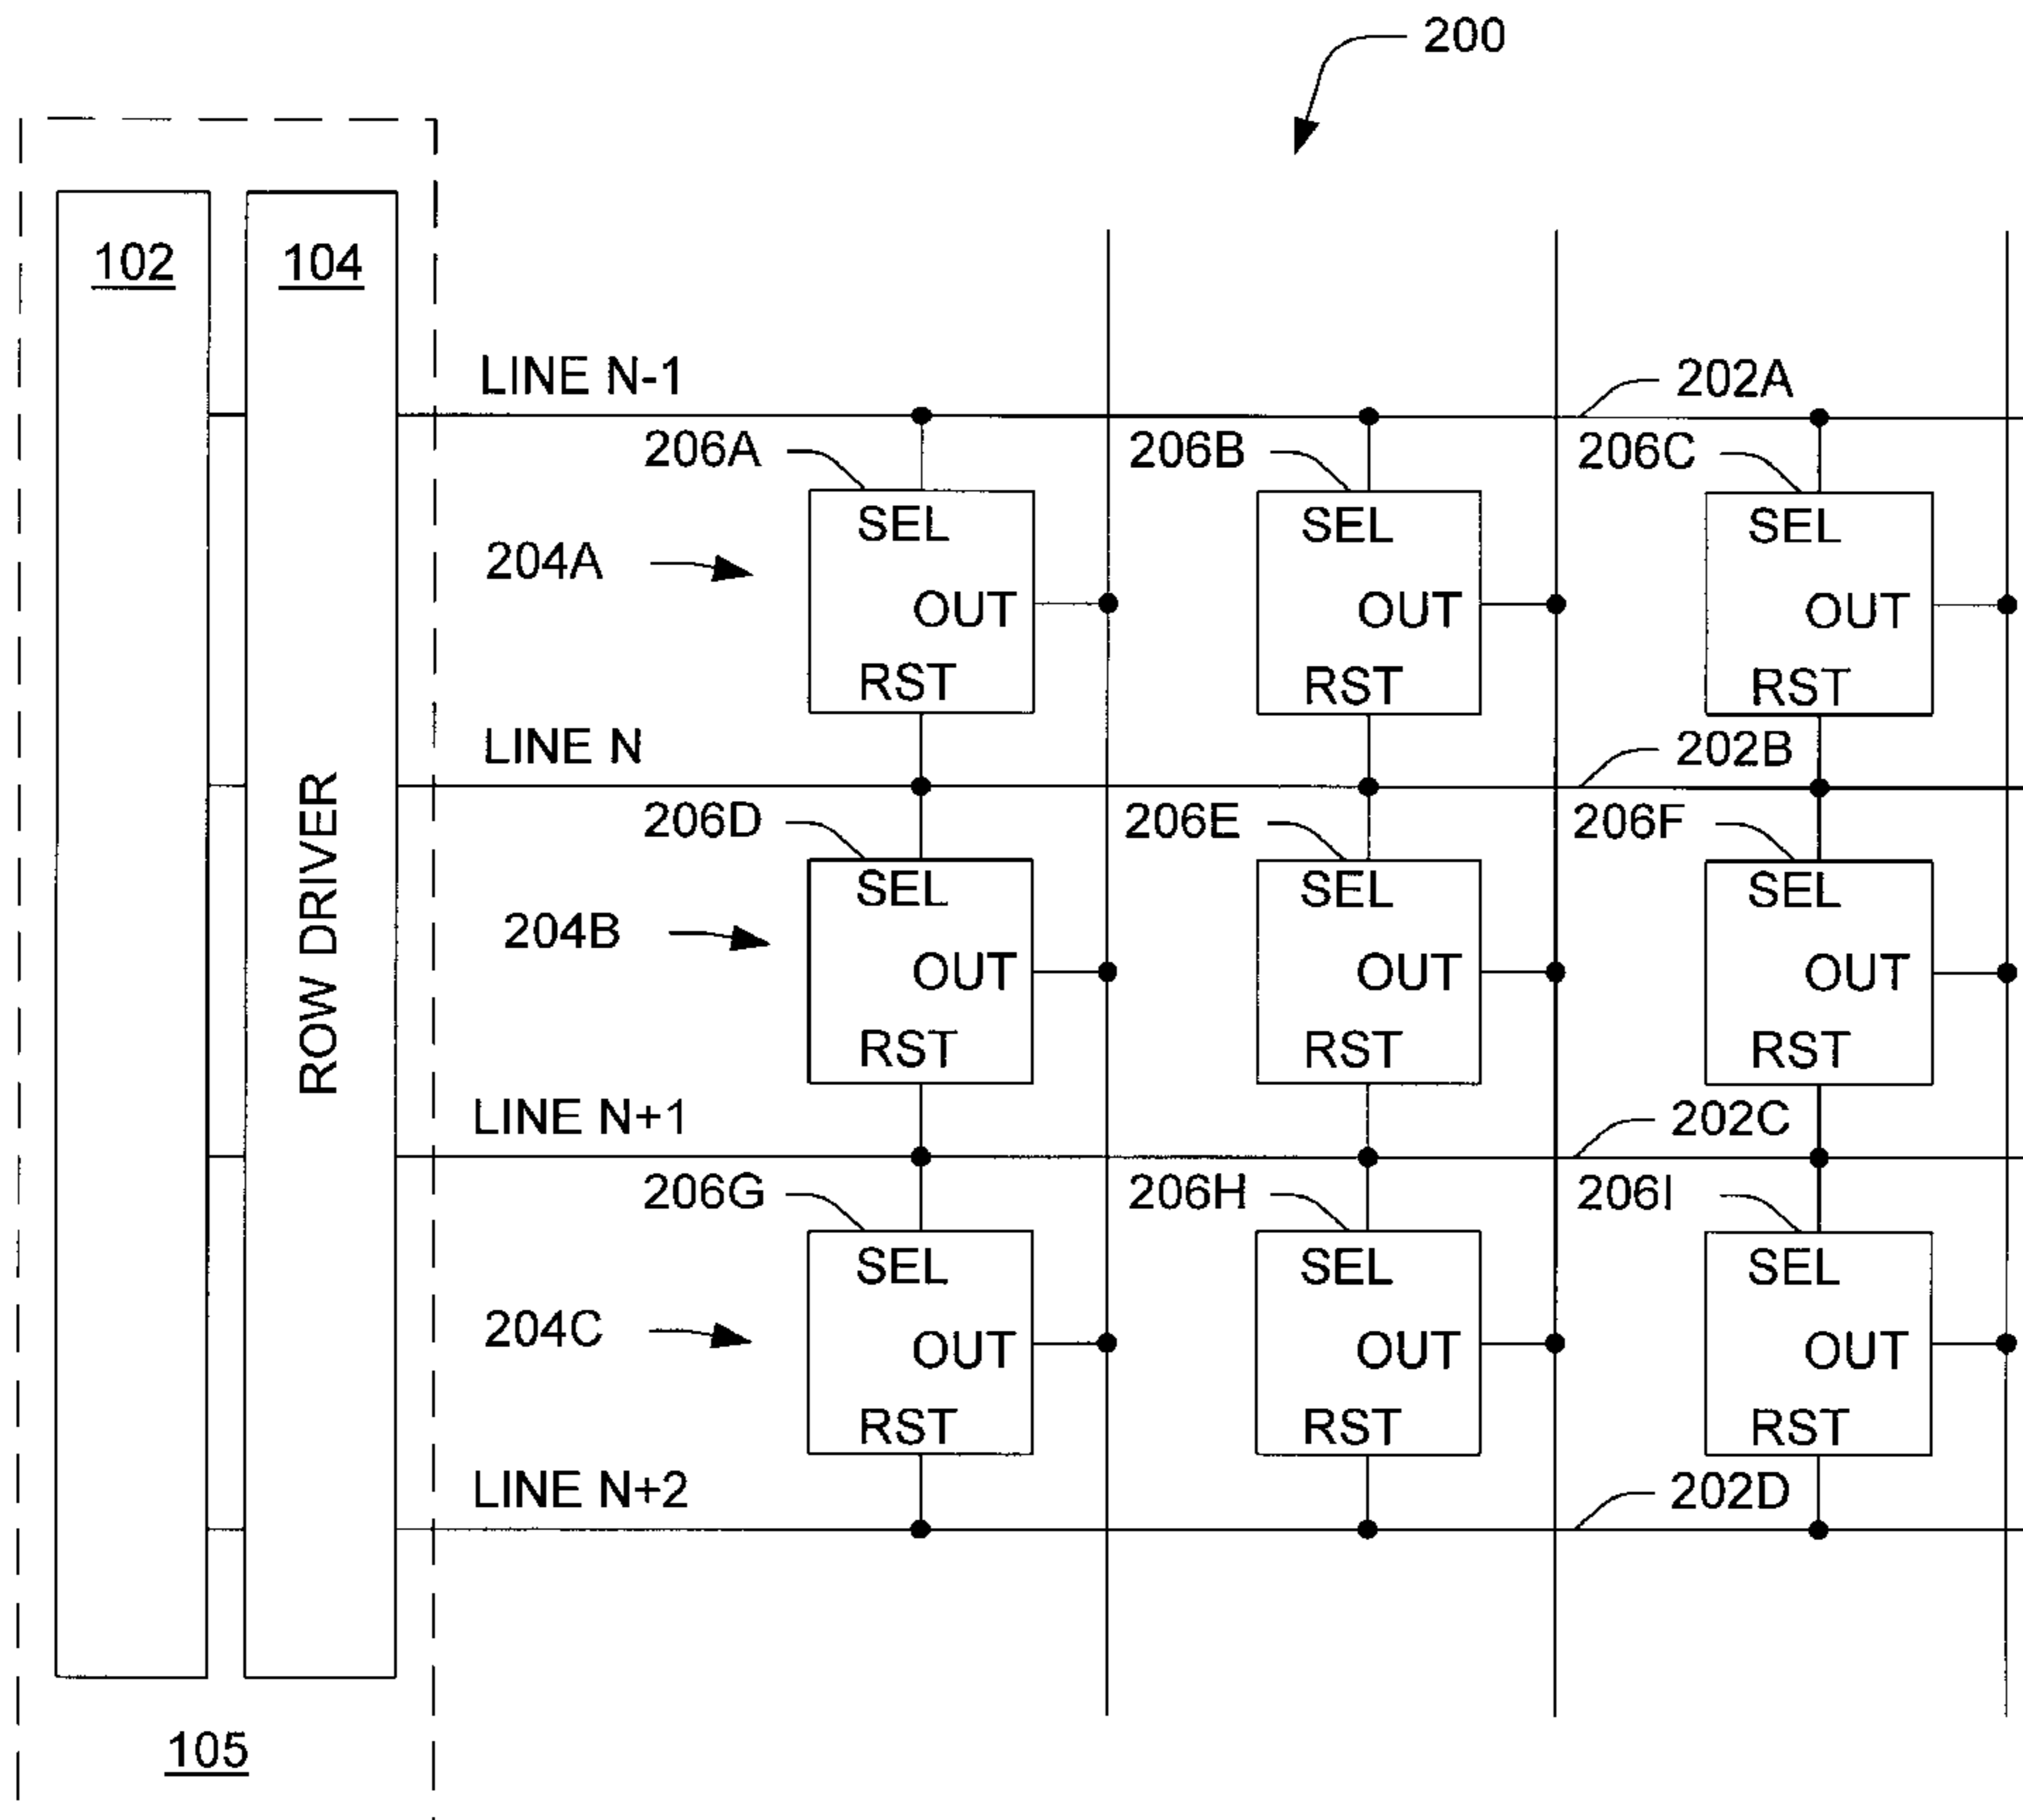 200
102
104
LINE N-1
202A
206A
206B
206C
SEL
SEL
SEL
204A
OUT
OUT
OUT
RST
RST
RST
LINE N
202B
ROW DRIVER
206D
206E
206F
SEL
SEL
SEL
204B
OUT
OUT
OUT
RST
RST
RST
LINE N+1
202C
206G
206H
206I
SEL
SEL
SEL
204C
OUT
OUT
OUT
RST
RST
RST
LINE N+2
202D
105